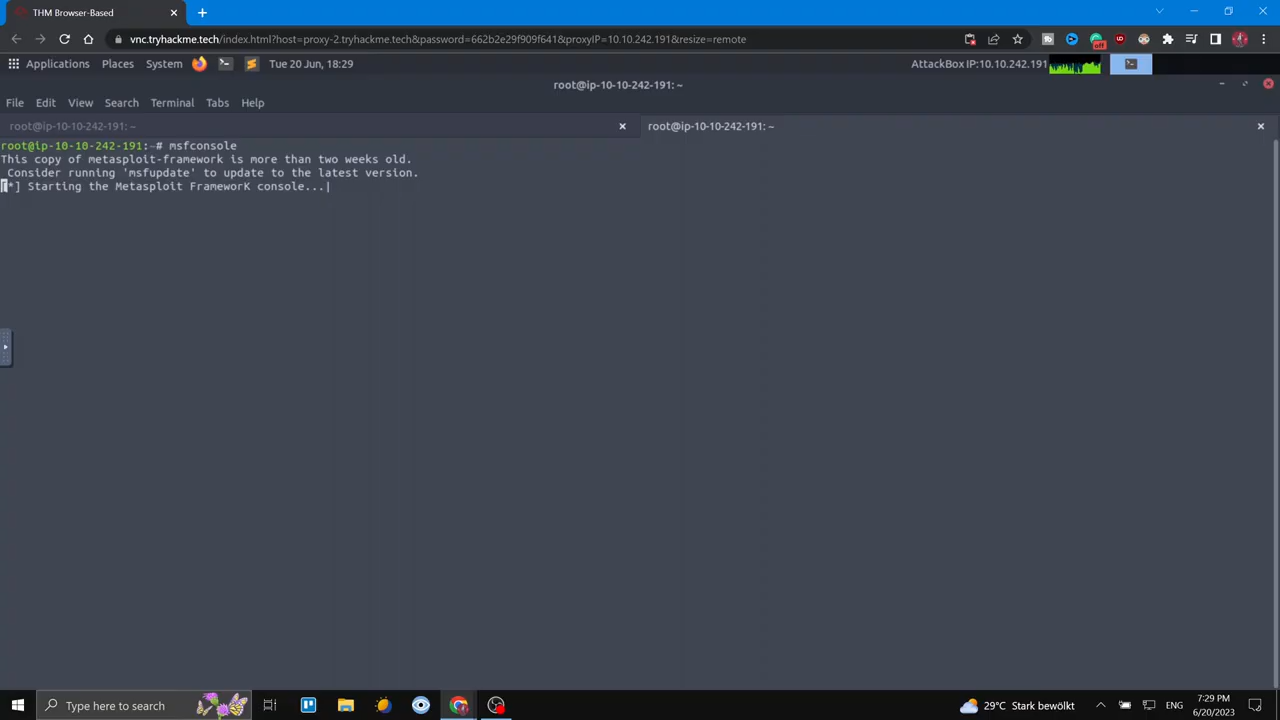 THM Browser-Based
vnc.tryhackme.tech/index.html?host=proxy-2.tryhackme.tech&password=662b2e29f909f641&proxyIP=10.10.242.191&resize=remote
off
Applications Places System Tue 20 Jun, 18:29 AttackBox IP:10.10.242.191
root@ip-10-10-242-191: ~
File Edit View Search Terminal Tabs Help
root@ip-10-10-242-191: ~ root@ip-10-10-242-191: ~
root@ip-10-10-242-191:~# msfconsole
This copy of metasploit-framework is more than two weeks old.
Consider running 'msfupdate' to update to the latest version.
[*] Starting the Metasploit FrameworK console...|
Type here to search 29°C Stark bewölkt ENG 7:29 PM
6/20/2023